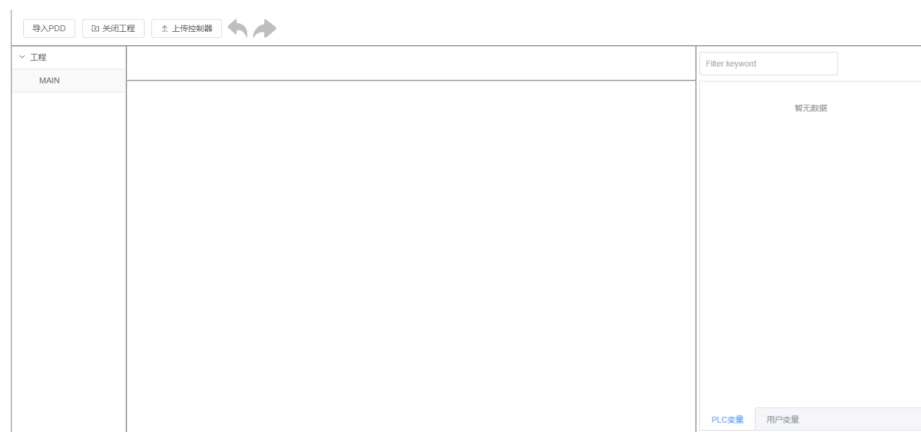 导入PDD 关闭工程 上传控制器
工程
MAIN
Filter keyword
暂无数据
PLC变量 用户变量